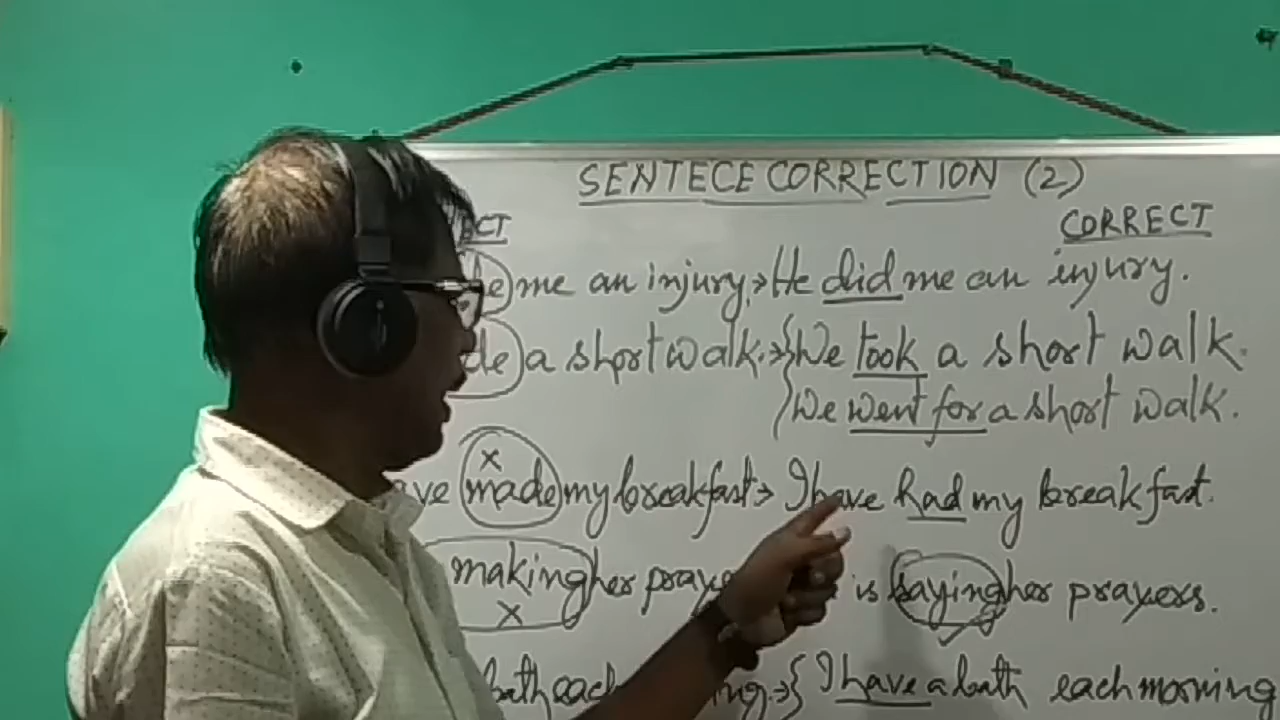 SENTECE CORRECTION (2)
CORRECT
me an injury, → He did me an injury.
a short walk. → { We took a short walk.
We went for a short walk.
made my breakfast → I have had my breakfast.
making her is saying her prayers.
bath each → { I have a bath each morning